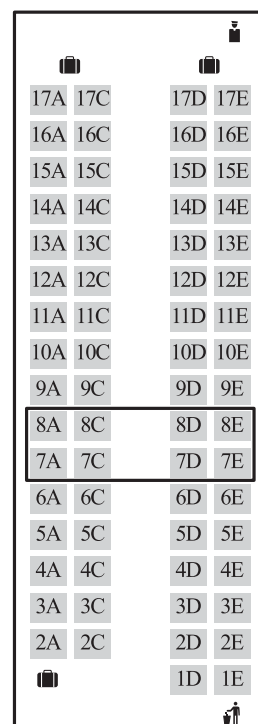 17A 17C 17D 17E
16A 16C 16D 16E
15A 15C 15D 15E
14A 14C 14D 14E
13A 13C 13D 13E
12A 12C 12D 12E
11A 11C 11D 11E
10A 10C 10D 10E
9A 9C 9D 9E
8A 8C 8D 8E
7A 7C 7D 7E
6A 6C 6D 6E
5A 5C 5D 5E
4A 4C 4D 4E
3A 3C 3D 3E
2A 2C 2D 2E
1D 1E